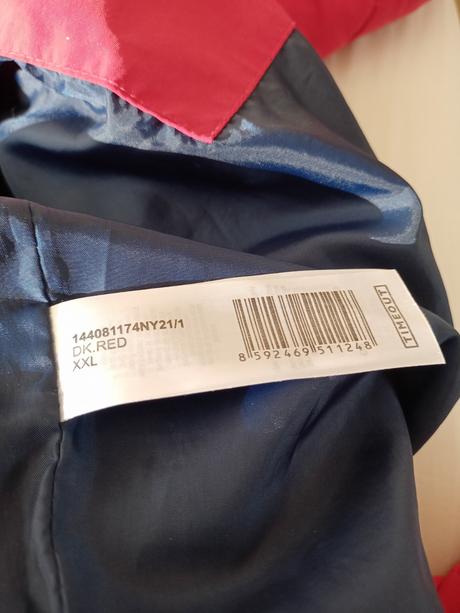 144081174NY21/1
DK.RED
XXL
8 592469 511248
TIMEOUT